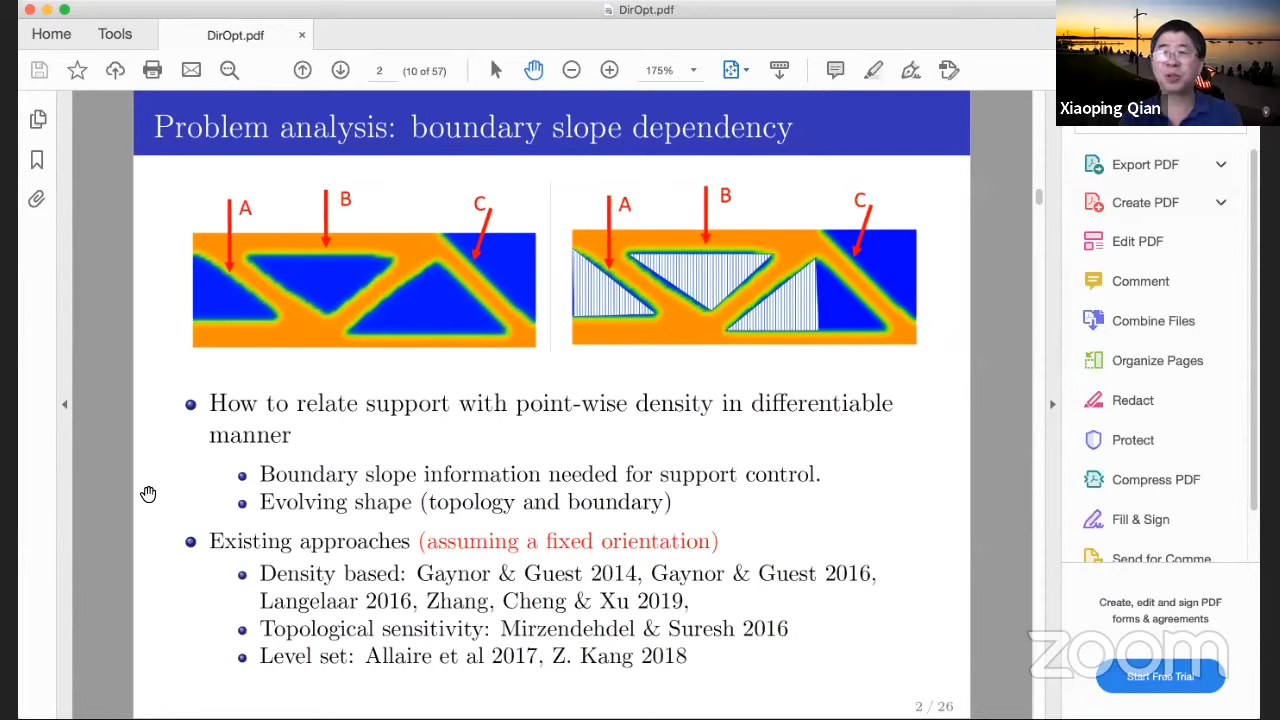 DirOpt.pdf
Home
Tools
DirOpt.pdf
×
2
(10 of 57)
175%
Xiaoping Qian
Problem analysis: boundary slope dependency
A
B
C
A
B
C
How to relate support with point-wise density in differentiable
manner
Boundary slope information needed for support control.
Evolving shape (topology and boundary)
Existing approaches (assuming a fixed orientation)
Density based: Gaynor & Guest 2014, Gaynor & Guest 2016,
Langelaar 2016, Zhang, Cheng & Xu 2019,
Topological sensitivity: Mirzendehdel & Suresh 2016
Level set: Allaire et al 2017, Z. Kang 2018
2 / 26
Export PDF
Create PDF
Edit PDF
Comment
Combine Files
Organize Pages
Redact
Protect
Compress PDF
Fill & Sign
Send for Comme
Create, edit and sign PDF
forms & agreements
zoom
Start Free Trial